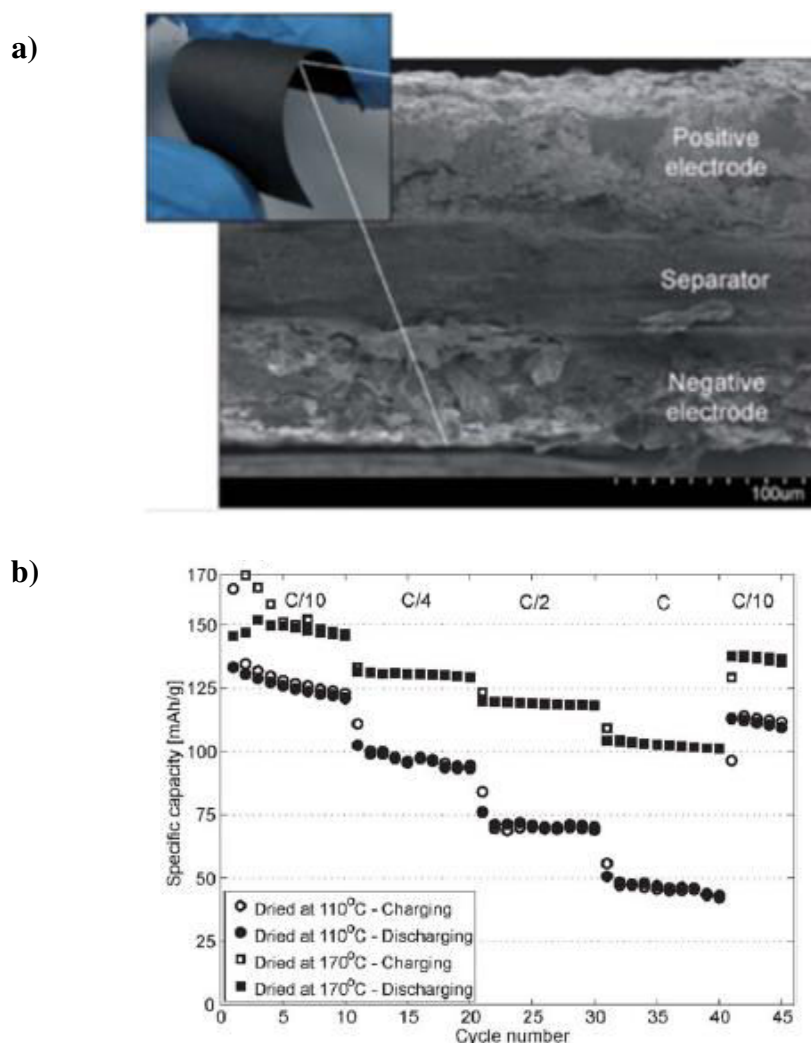 a)
Positive
electrode
Separator
Negative
electrode
100um
b)
170
150
125
100
75
50
25
0
C/10
C/4
C/2
C
C/10
Specific capacity [mAh/g]
Dried at 110°C - Charging
Dried at 110°C - Discharging
Dried at 170°C - Charging
Dried at 170°C - Discharging
0 5 10 15 20 25 30 35 40 45
Cycle number